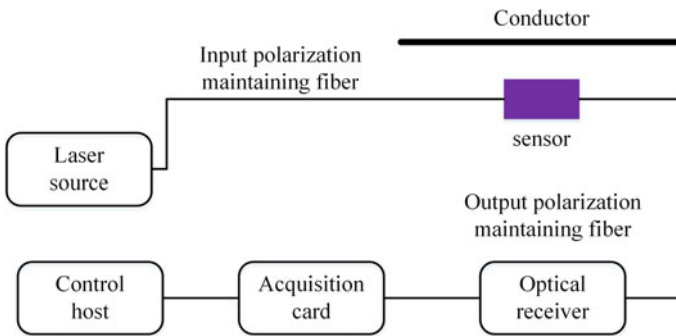 Conductor
Input polarization
maintaining fiber
sensor
Laser
source
Output polarization
maintaining fiber
Control
host
Acquisition
card
Optical
receiver